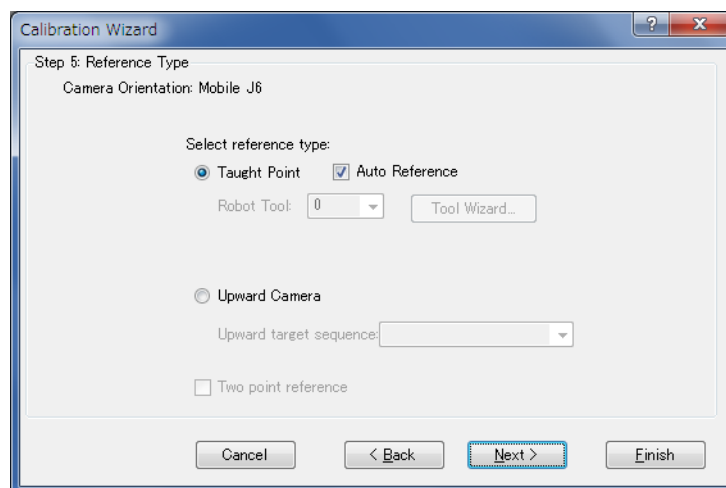 Calibration Wizard
Step 5: Reference Type
Camera Orientation: Mobile J6
Select reference type:
Taught Point Auto Reference
Robot Tool: 0 Tool Wizard...
Upward Camera
Upward target sequence:
Two point reference
Cancel < Back Next > Finish